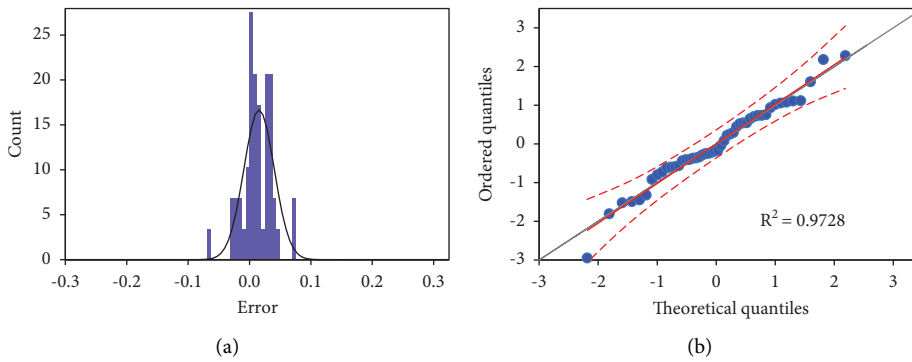 25
20
15
10
5
0
Count
-0.3 -0.2 -0.1 0.0 0.1 0.2 0.3
Error
(a)
3
2
1
0
-1
-2
-3
Ordered quantiles
R² = 0.9728
-3 -2 -1 0 1 2 3
Theoretical quantiles
(b)